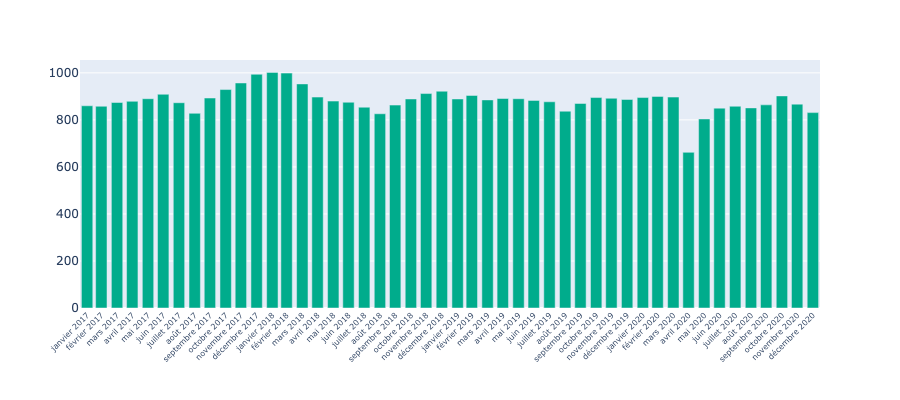 1000
800
600
400
200
0
janvier 2017
février 2017
mars 2017
avril 2017
mai 2017
juin 2017
juillet 2017
août 2017
septembre 2017
octobre 2017
novembre 2017
décembre 2017
janvier 2018
février 2018
mars 2018
avril 2018
mai 2018
juin 2018
juillet 2018
août 2018
septembre 2018
octobre 2018
novembre 2018
décembre 2018
janvier 2019
février 2019
mars 2019
avril 2019
mai 2019
juin 2019
juillet 2019
août 2019
septembre 2019
octobre 2019
novembre 2019
décembre 2019
janvier 2020
février 2020
mars 2020
avril 2020
mai 2020
juin 2020
juillet 2020
août 2020
septembre 2020
octobre 2020
novembre 2020
décembre 2020